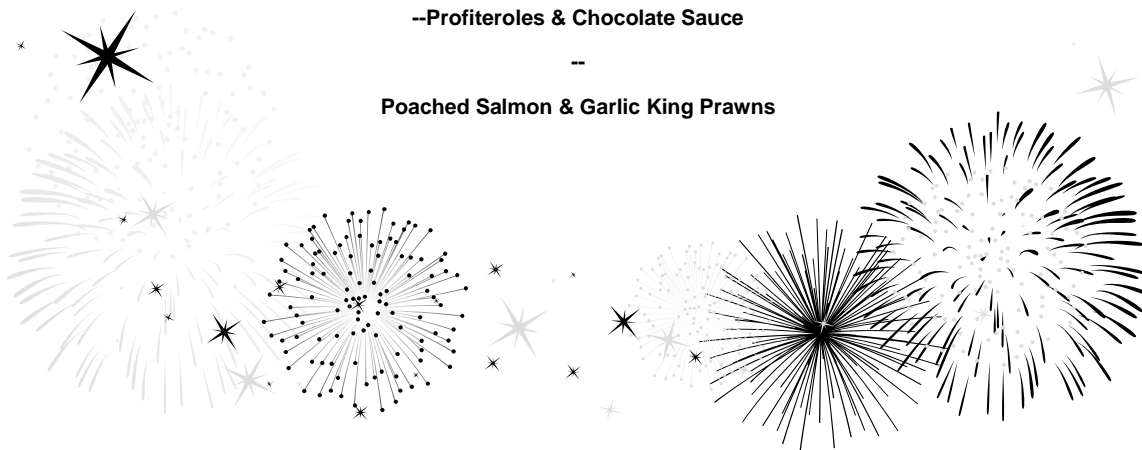 --Profiteroles & Chocolate Sauce
--
Poached Salmon & Garlic King Prawns